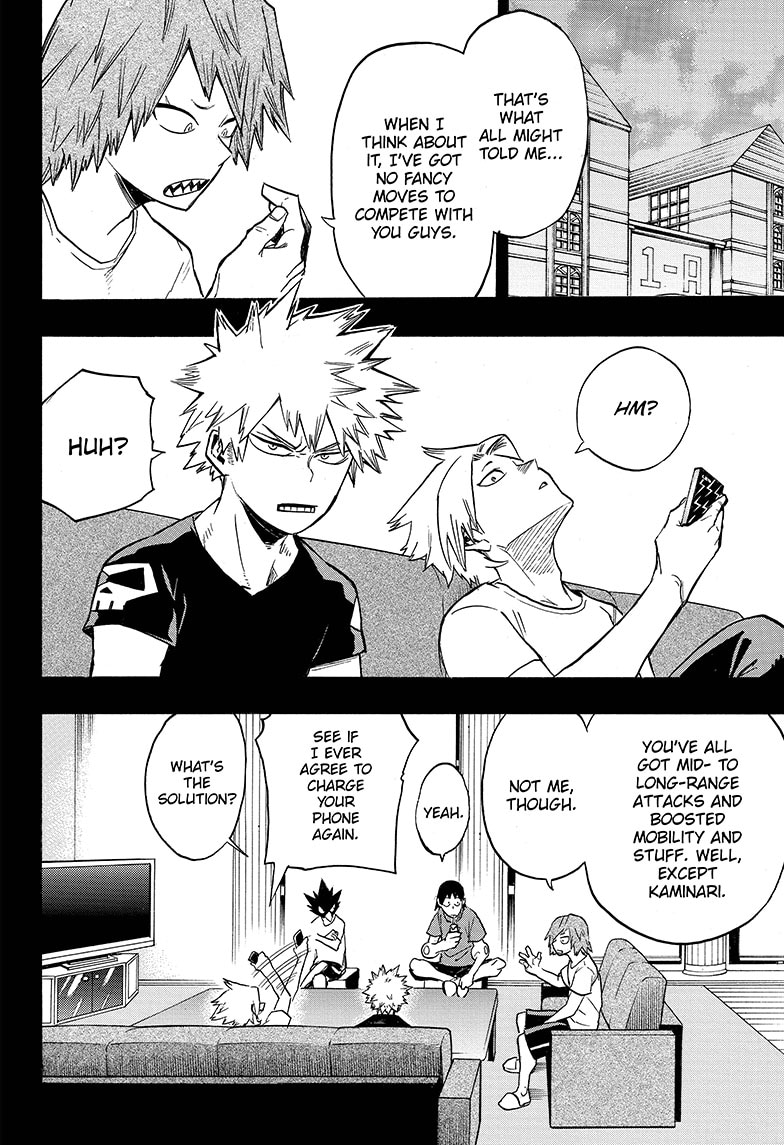 THAT'S
WHAT
ALL MIGHT
TOLD ME...
WHEN I
THINK ABOUT
IT, I'VE GOT
NO FANCY
MOVES TO
COMPETE WITH
YOU GUYS.
1-A
HM?
HUH?
YOU'VE ALL
GOT MID- TO
LONG-RANGE
ATTACKS AND
BOOSTED
MOBILITY AND
STUFF. WELL,
EXCEPT
KAMINARI.
NOT ME,
THOUGH.
YEAH.
SEE IF
I EVER
AGREE TO
CHARGE
YOUR
PHONE
AGAIN.
WHAT'S
THE
SOLUTION?